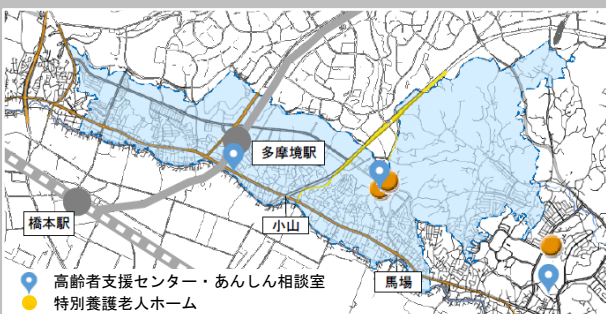 多摩境駅
橋本駅
小山
馬場
高齢者支援センター・あんしん相談室
特別養護老人ホーム